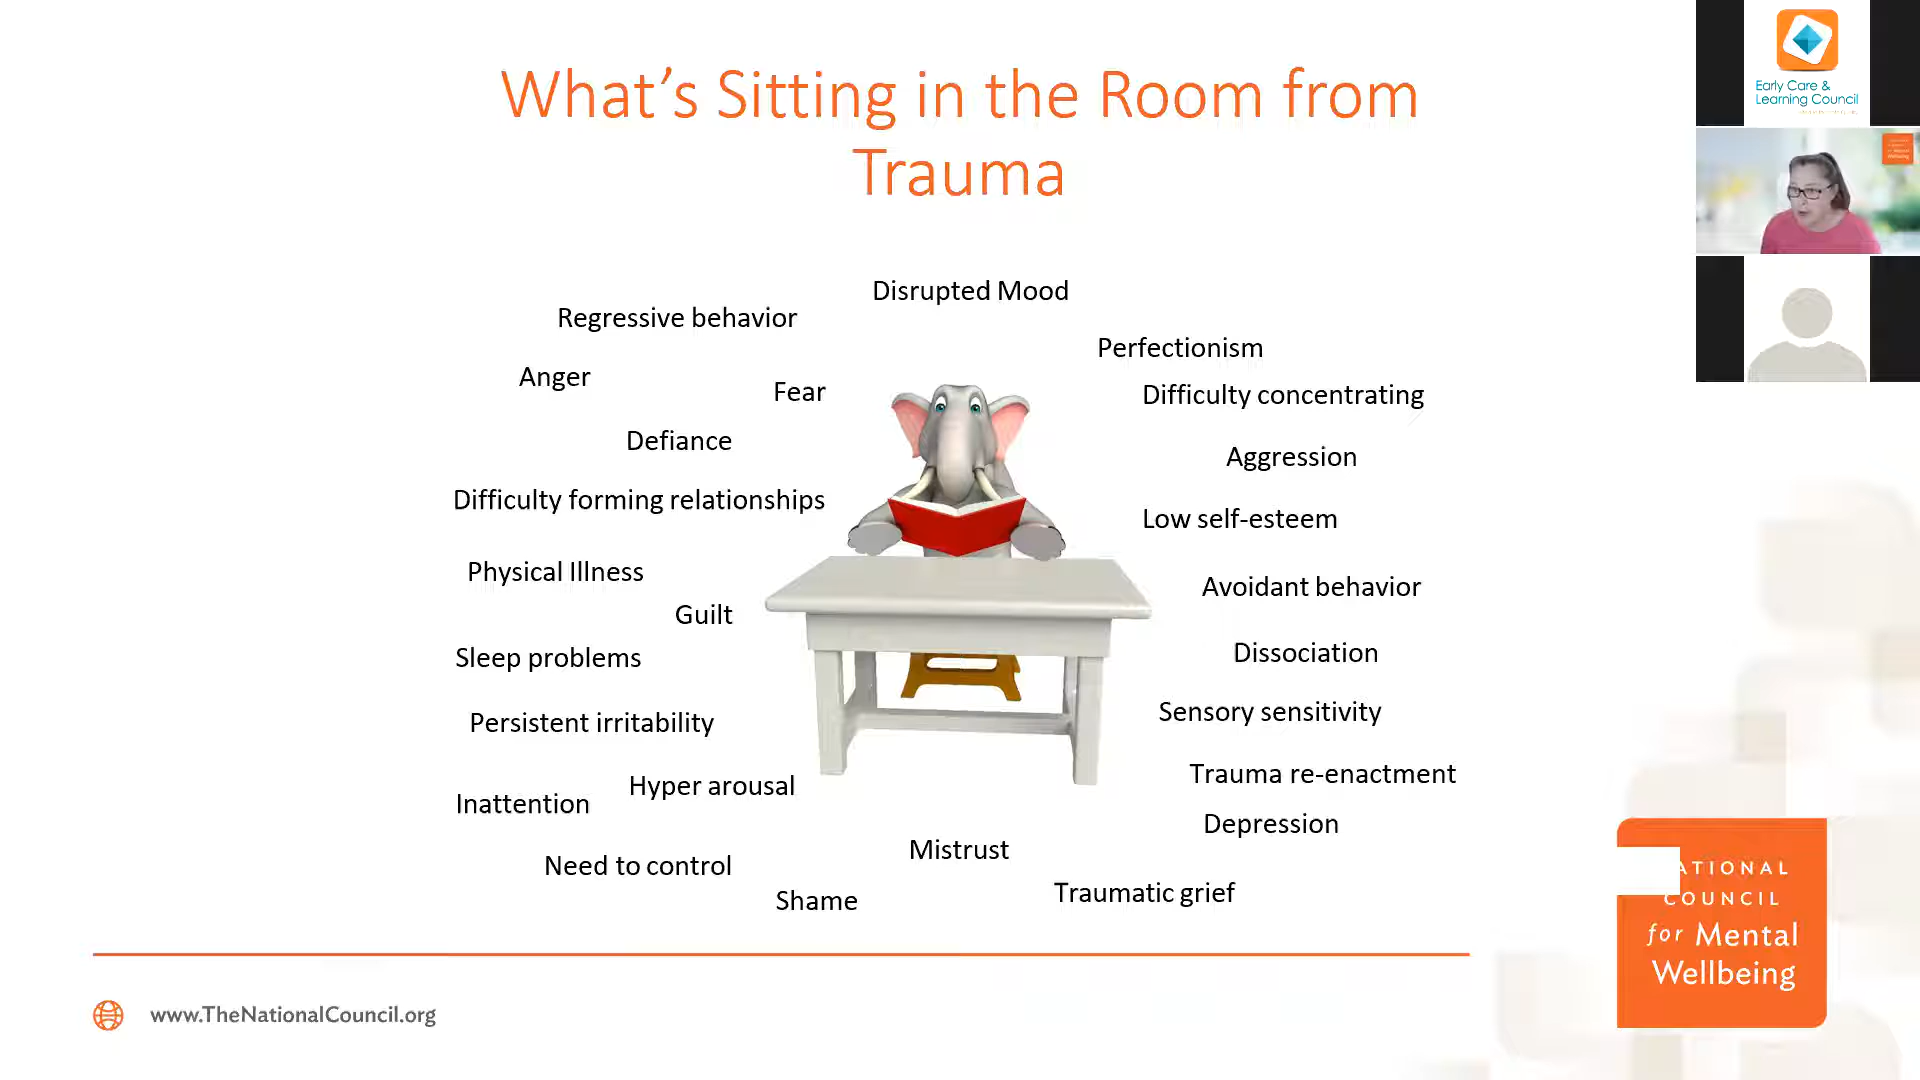 What's Sitting in the Room from
Trauma
Disrupted Mood
Regressive behavior
Perfectionism
Anger
Fear
Difficulty concentrating
Defiance
Aggression
Difficulty forming relationships
Low self-esteem
Physical Illness
Avoidant behavior
Guilt
Sleep problems
Dissociation
Persistent irritability
Sensory sensitivity
Hyper arousal
Trauma re-enactment
Inattention
Depression
Need to control
Mistrust
Shame
Traumatic grief
www.TheNationalCouncil.org
ATIONAL
COUNCIL
for Mental
Wellbeing
Early Care &
Learning Council